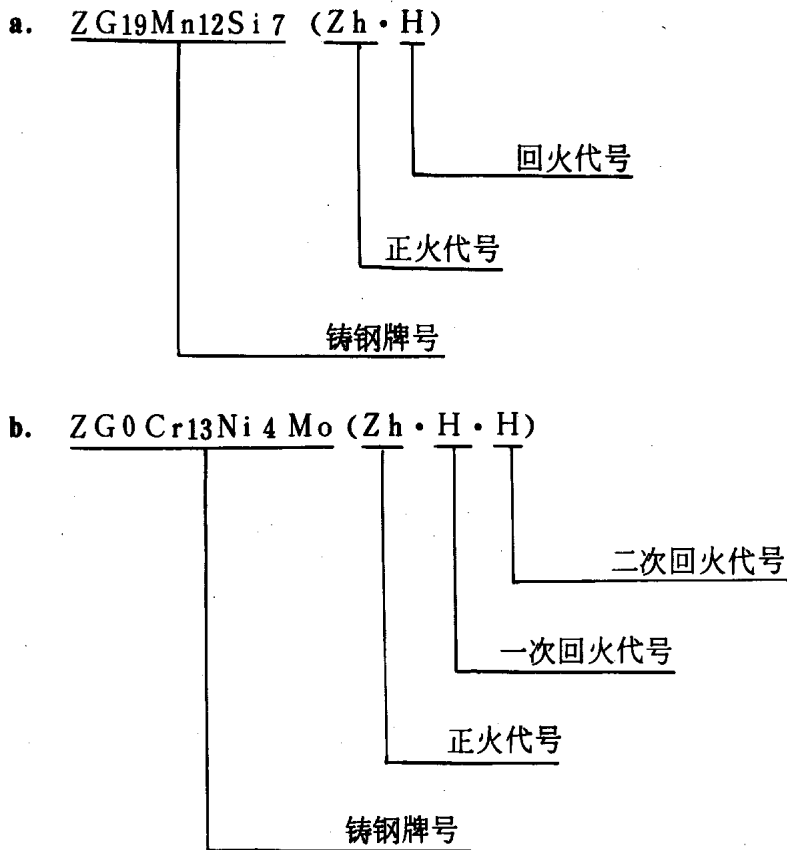 a. ZG19Mn12Si7 (Zh·H)
回火代号
正火代号
铸钢牌号
b. ZG0Cr13Ni4Mo (Zh·H·H)
二次回火代号
一次回火代号
正火代号
铸钢牌号